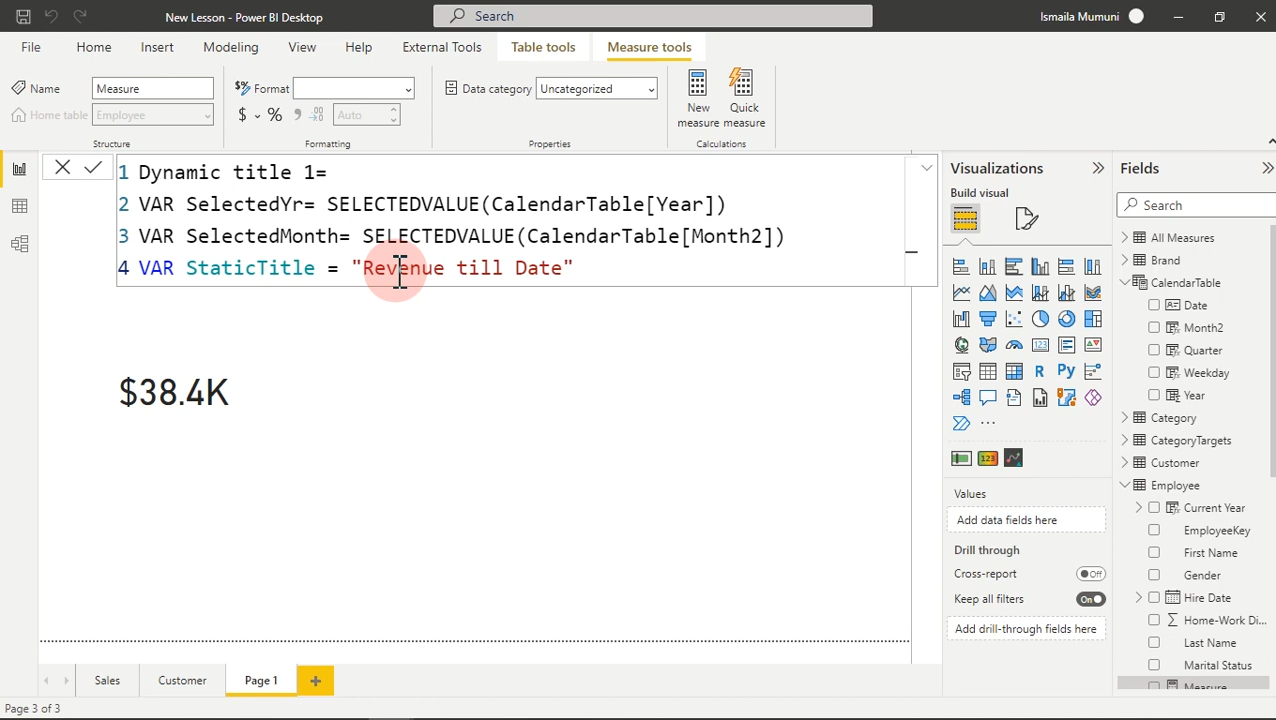 New Lesson - Power BI Desktop
Search
Ismaila Mumuni
File Home Insert Modeling View Help External Tools Table tools Measure tools
Name Measure
Home table Employee
Structure
Format
$ % 9 Auto
Formatting
Data category Uncategorized
Properties
New measure
Quick measure
Calculations
1 Dynamic title 1=
2 VAR SelectedYr= SELECTEDVALUE(CalendarTable[Year])
3 VAR SelectedMonth= SELECTEDVALUE(CalendarTable[Month2])
4 VAR StaticTitle = "Revenue till Date"
$38.4K
Visualizations
Build visual
R Py
123
123
Values
Add data fields here
Drill through
Cross-report Off
Keep all filters On
Add drill-through fields here
Fields
Search
All Measures
Brand
CalendarTable
Date
Month2
Quarter
Weekday
Year
Category
CategoryTargets
Customer
Employee
Current Year
EmployeeKey
First Name
Gender
Hire Date
Home-Work Di...
Last Name
Marital Status
Measure
Sales Customer Page 1
Page 3 of 3